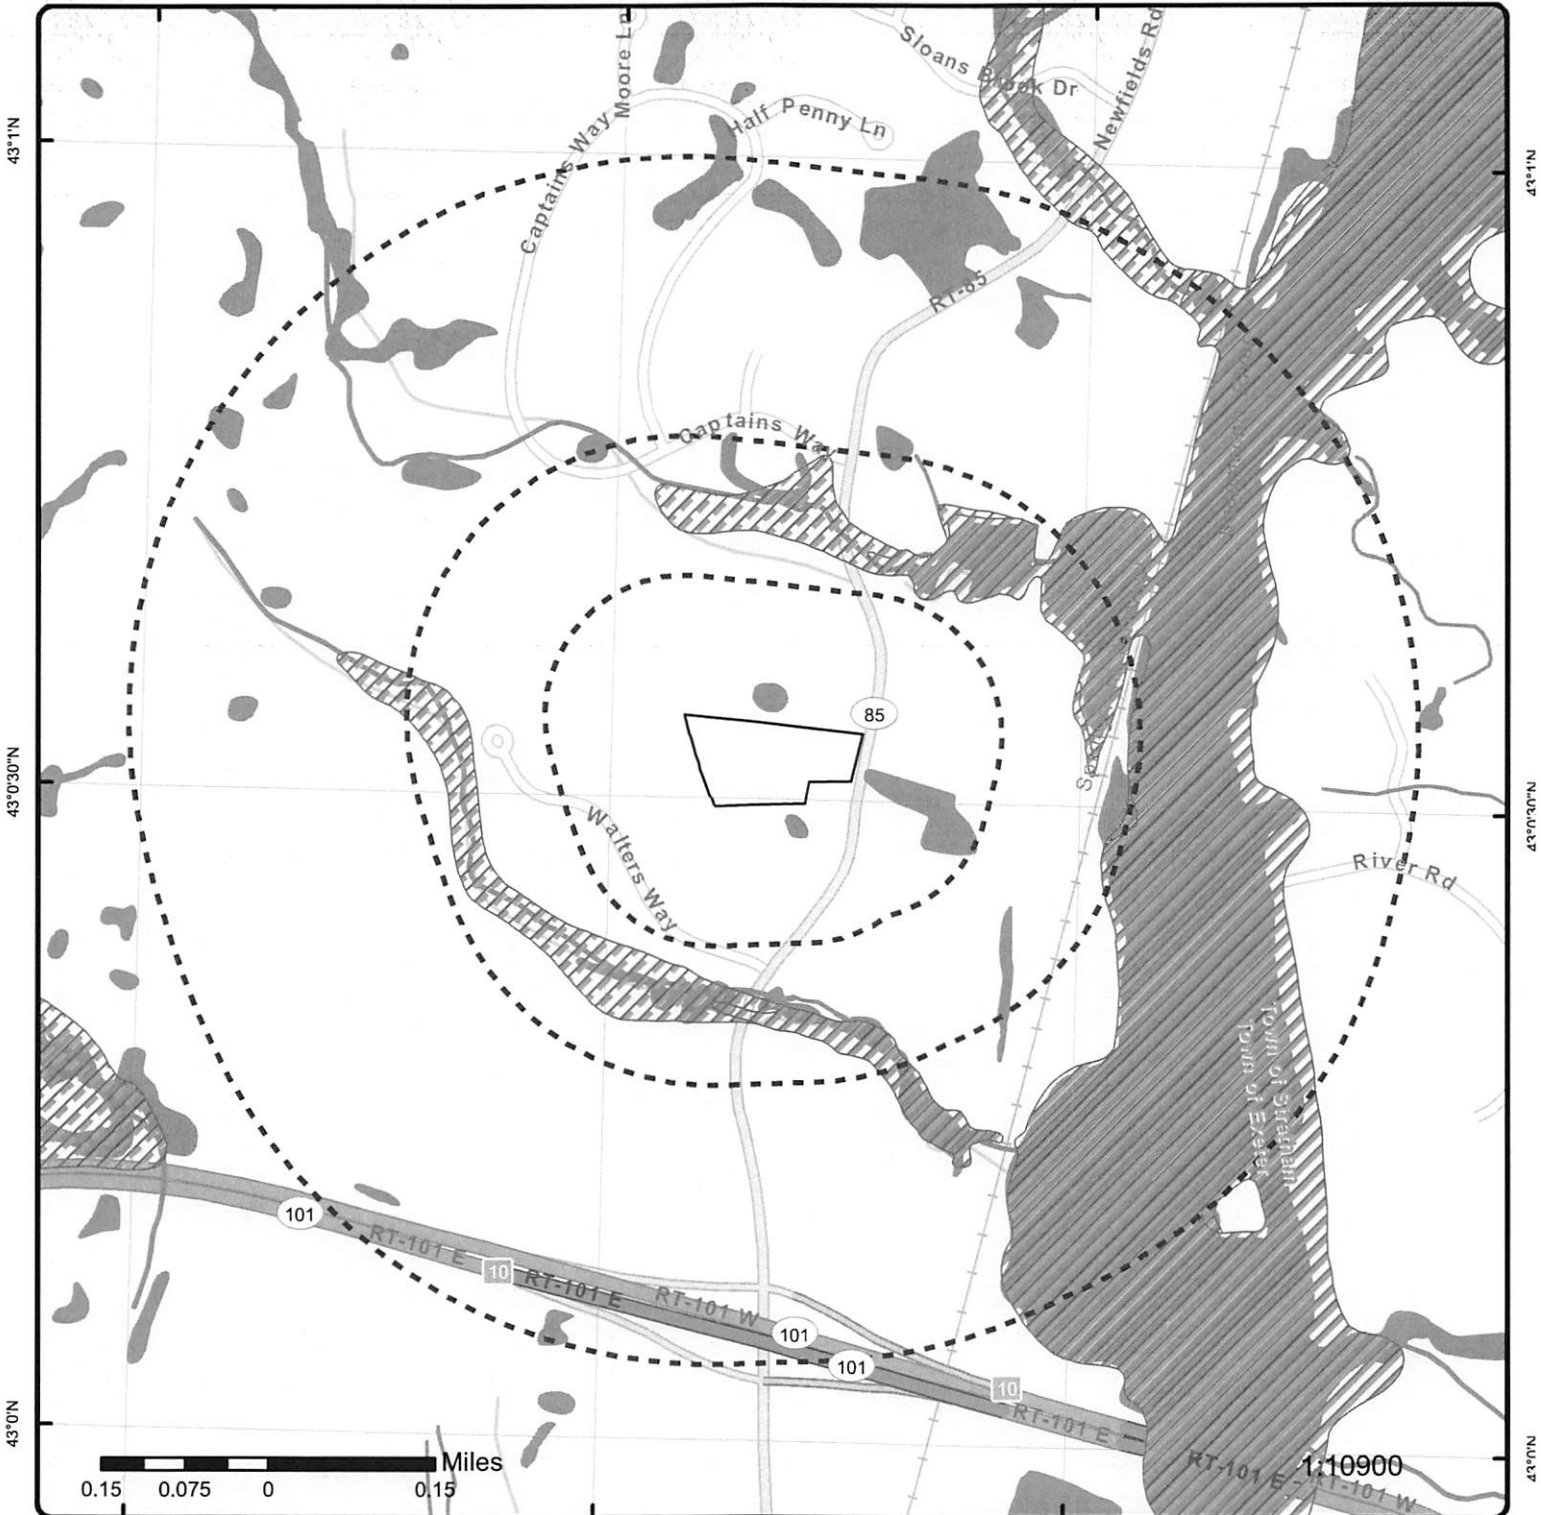 Moore Ln
Sloans Brook Dr
Newfields Rd
Half Penny Ln
Captains Way
43°1'N
43°1'N
RT-85
Captains Way
85
43°0'30"N
43°0'30"N
Walters Way
River Rd
Town of Stratham
Town of Exeter
101
RT-101 E
10
RT-101 E
RT-101 W
101
101
10
RT-101 E
43°0'N
43°0'N
Miles
0.15 0.075 0 0.15
1:10900
RT-101 E
RT-101 W